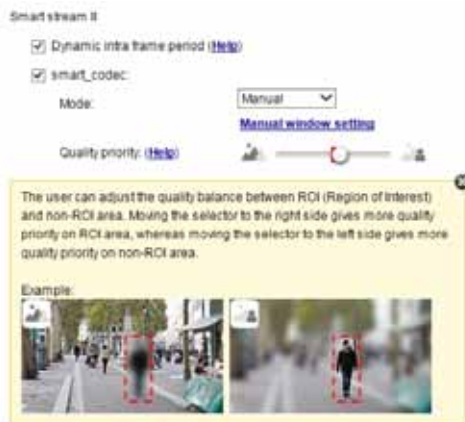 Smart stream II
Dynamic intra frame period (Help)
smart_codec:
Mode: Manual
Manual window setting
Quality priority: (Help)
The user can adjust the quality balance between ROI (Region of Interest)
and non-ROI area. Moving the selector to the right side gives more quality
priority on ROI area, whereas moving the selector to the left side gives more
quality priority on non-ROI area.
Example: